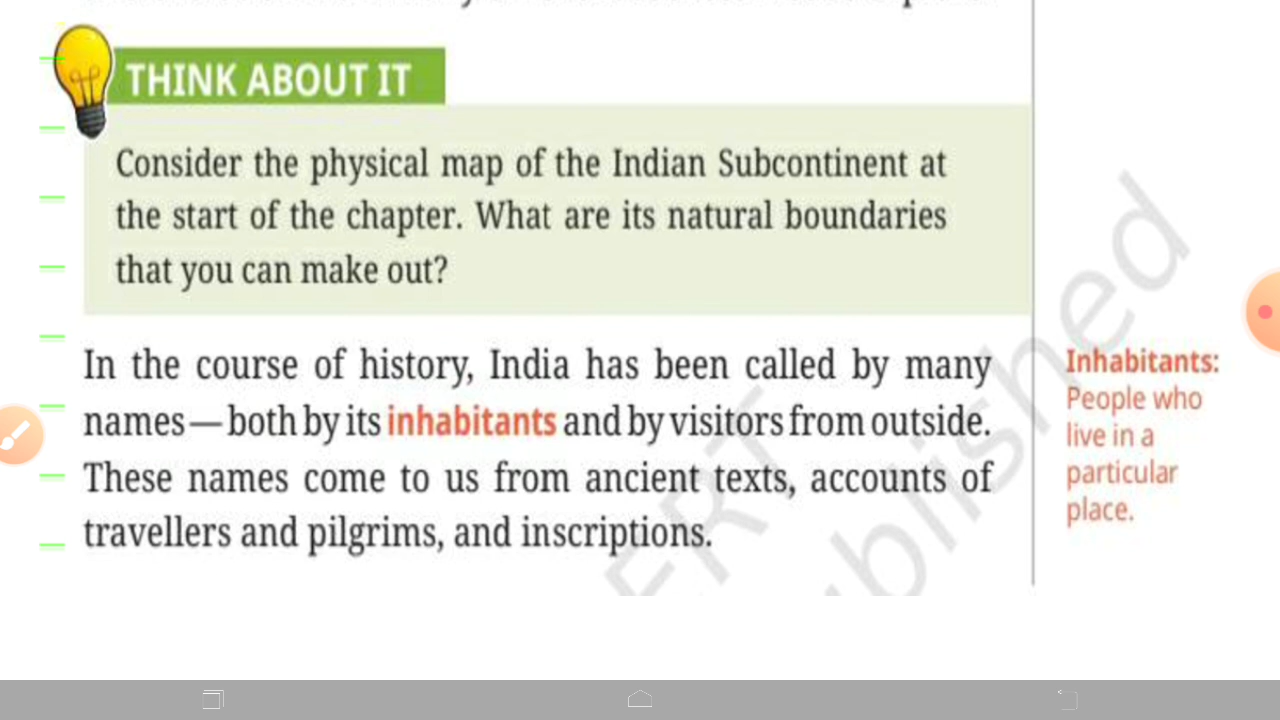 THINK ABOUT IT
Consider the physical map of the Indian Subcontinent at
the start of the chapter. What are its natural boundaries
that you can make out?
In the course of history, India has been called by many
names—both by its inhabitants and by visitors from outside.
These names come to us from ancient texts, accounts of
travellers and pilgrims, and inscriptions.
Inhabitants:
People who
live in a
particular
place.